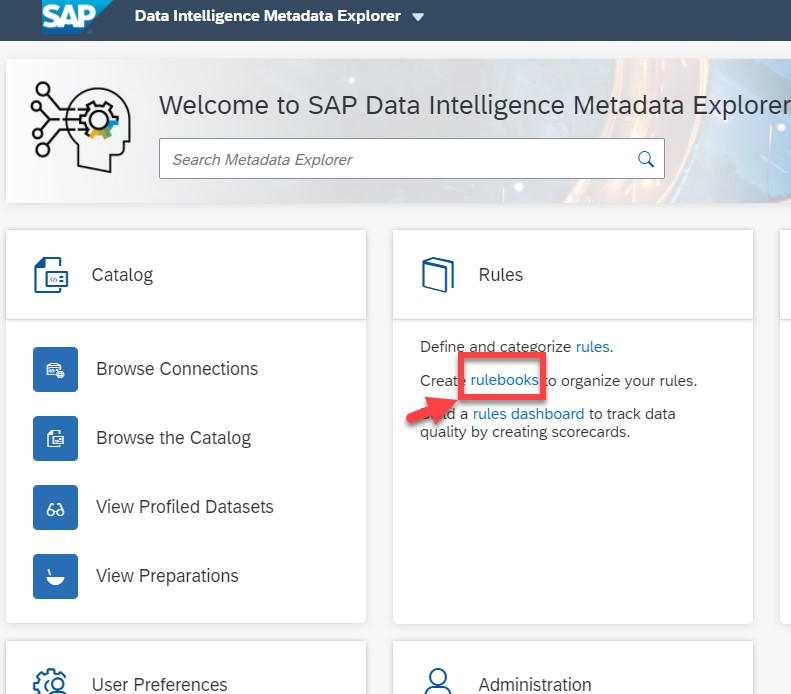 SAP
Data Intelligence Metadata Explorer
Welcome to SAP Data Intelligence Metadata Explorer
Search Metadata Explorer
Catalog
Browse Connections
Browse the Catalog
View Profiled Datasets
View Preparations
Rules
Define and categorize rules.
Create rulebooks to organize your rules.
a rules dashboard to track data
quality by creating scorecards.
User Preferences
Administration